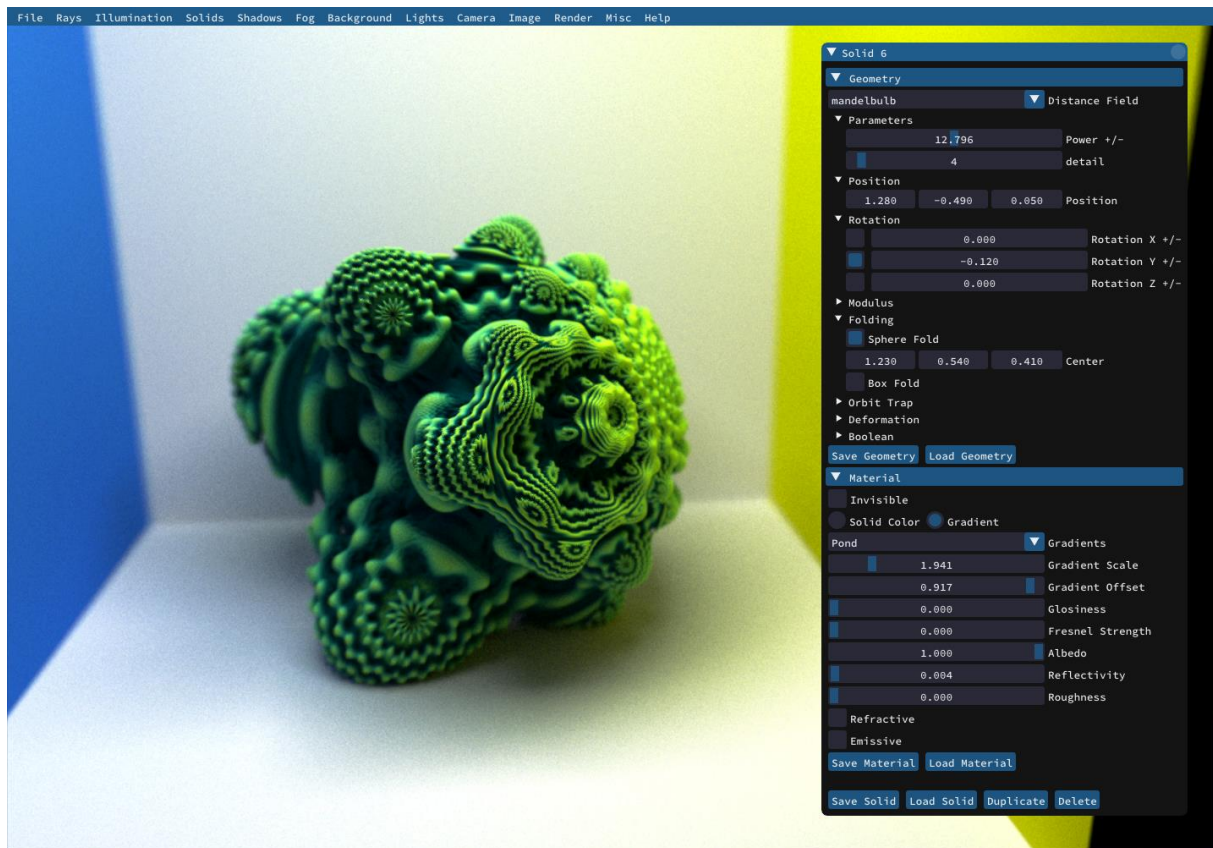 File Rays Illumination Solids Shadows Fog Background Lights Camera Image Render Misc Help
Solid 6
Geometry
mandelbulb Distance Field
Parameters
12.796 Power +/-
4 detail
Position
1.280 -0.490 0.050 Position
Rotation
0.000 Rotation X +/-
-0.120 Rotation Y +/-
0.000 Rotation Z +/-
Modulus
Folding
Sphere Fold
1.230 0.540 0.410 Center
Box Fold
Orbit Trap
Deformation
Boolean
Save Geometry Load Geometry
Material
Invisible
Solid Color Gradient
Pond Gradients
1.941 Gradient Scale
0.917 Gradient Offset
0.000 Glosiness
0.000 Fresnel Strength
1.000 Albedo
0.004 Reflectivity
0.000 Roughness
Refractive
Emissive
Save Material Load Material
Save Solid Load Solid Duplicate Delete